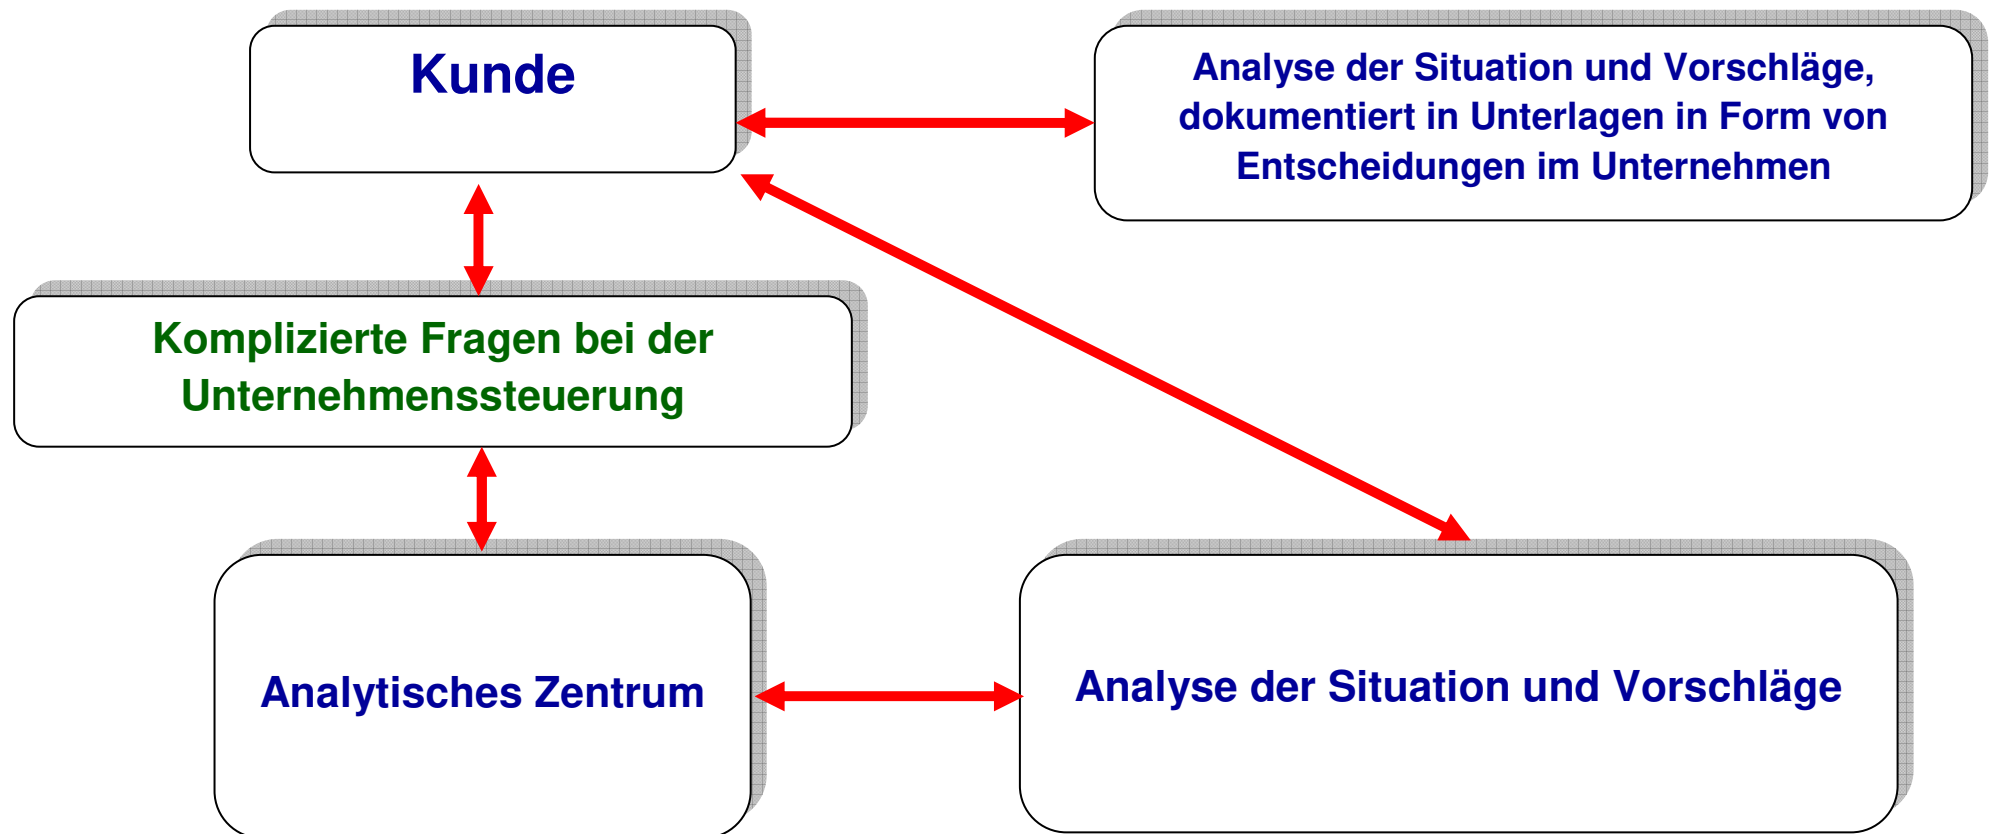 Kunde
Analyse der Situation und Vorschläge,
dokumentiert in Unterlagen in Form von
Entscheidungen im Unternehmen
Komplizierte Fragen bei der
Unternehmenssteuerung
Analytisches Zentrum
Analyse der Situation und Vorschläge